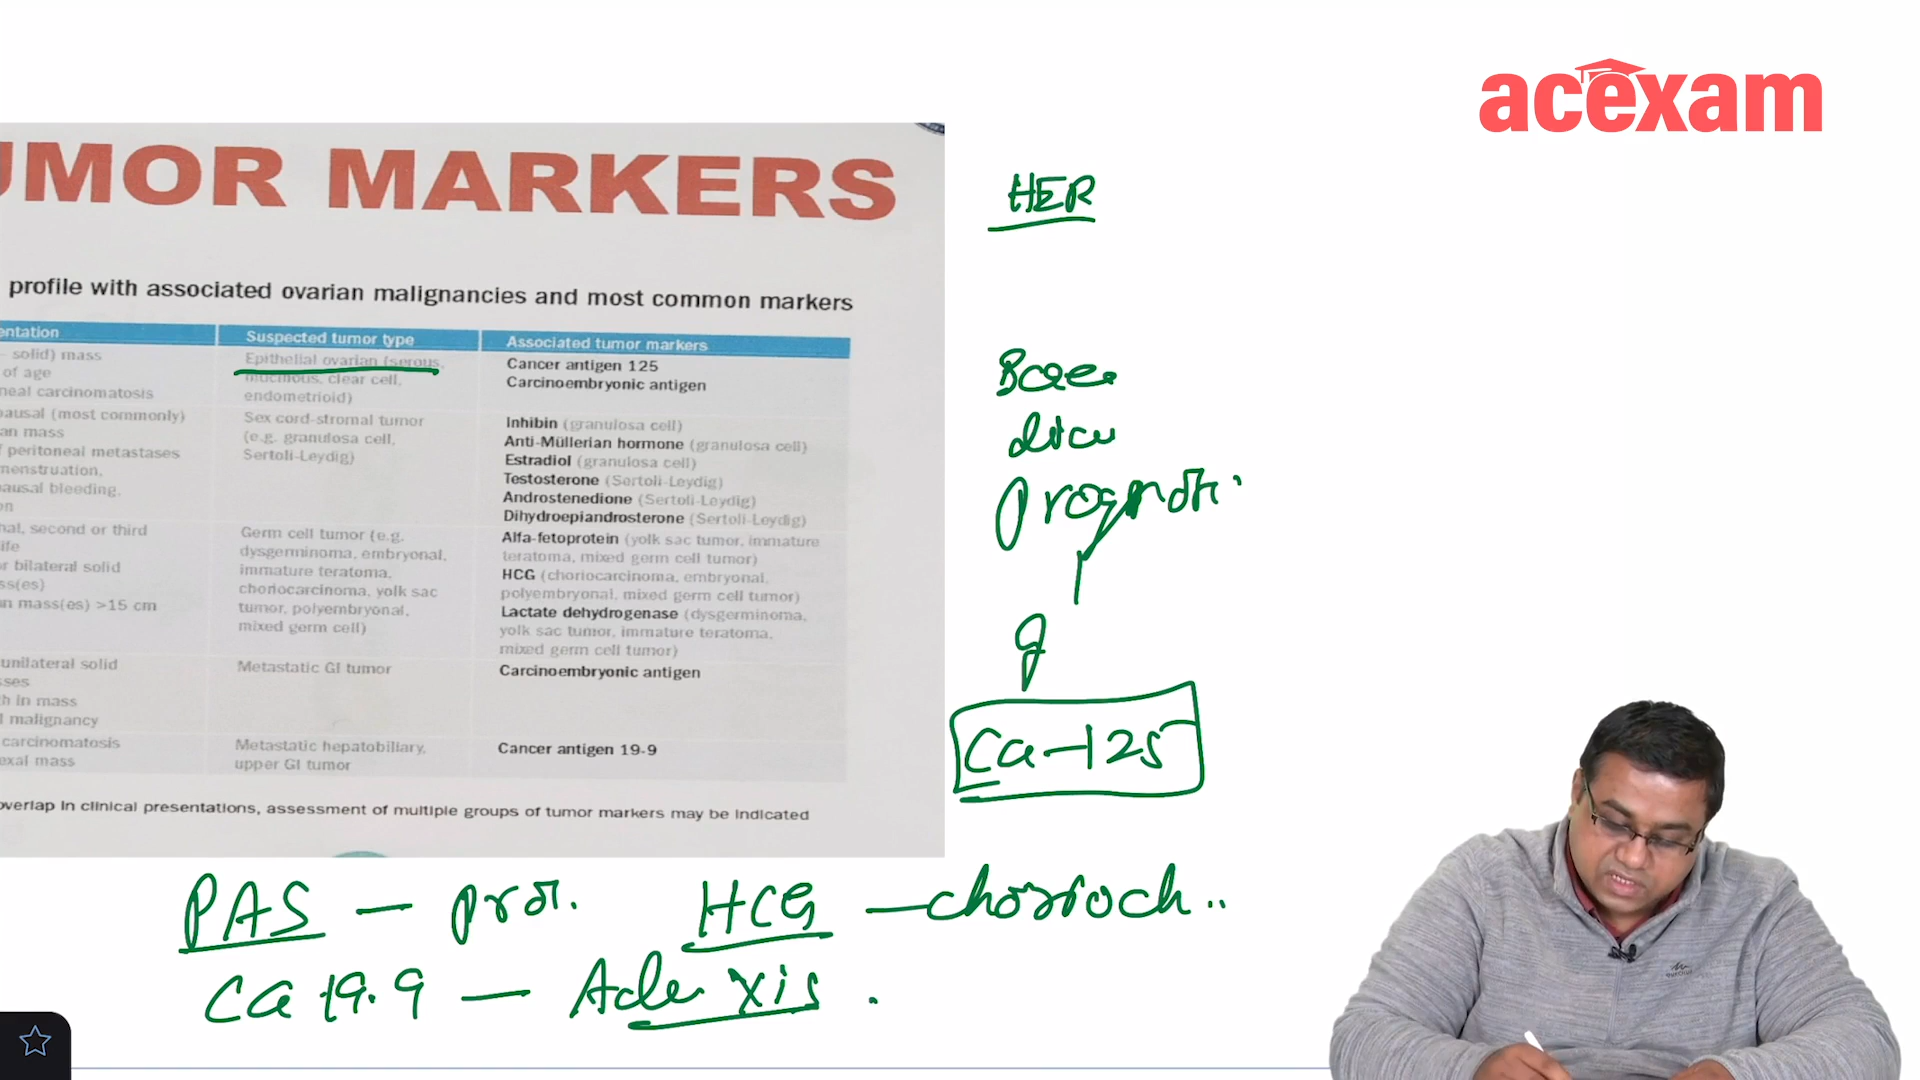 acexam
UMOR MARKERS
profile with associated ovarian malignancies and most common markers
entation
Suspected tumor type
Associated tumor markers
– solid) mass
of age
neal carcinomatosis
Epithelial ovarian (serous,
mucinous, clear cell,
endometrioid)
Cancer antigen 125
Carcinoembryonic antigen
pausal (most commonly)
an mass
f peritoneal metastases
menstruation,
ausal bleeding,
on
Sex cord-stromal tumor
(e.g. granulosa cell,
Sertoli-Leydig)
Inhibin (granulosa cell)
Anti-Müllerian hormone (granulosa cell)
Estradiol (granulosa cell)
Testosterone (Sertoli-Leydig)
Androstenedione (Sertoli-Leydig)
Dihydroepiandrosterone (Sertoli-Leydig)
nal, second or third
ife
r bilateral solid
ss(es)
an mass(es) >15 cm
Germ cell tumor (e.g.
dysgerminoma, embryonal,
immature teratoma,
choriocarcinoma, yolk sac
tumor, polyembryonal,
mixed germ cell)
Alfa-fetoprotein (yolk sac tumor, immature
teratoma, mixed germ cell tumor)
HCG (choriocarcinoma, embryonal,
polyembryonal, mixed germ cell tumor)
Lactate dehydrogenase (dysgerminoma,
yolk sac tumor, immature teratoma,
mixed germ cell tumor)
unilateral solid
sses
h in mass
l malignancy
Metastatic GI tumor
Carcinoembryonic antigen
carcinomatosis
exal mass
Metastatic hepatobiliary,
upper GI tumor
Cancer antigen 19-9
overlap in clinical presentations, assessment of multiple groups of tumor markers may be indicated
HER
Ca-125
PAS – prost. HCG – chorioch..
Ca 19.9 –